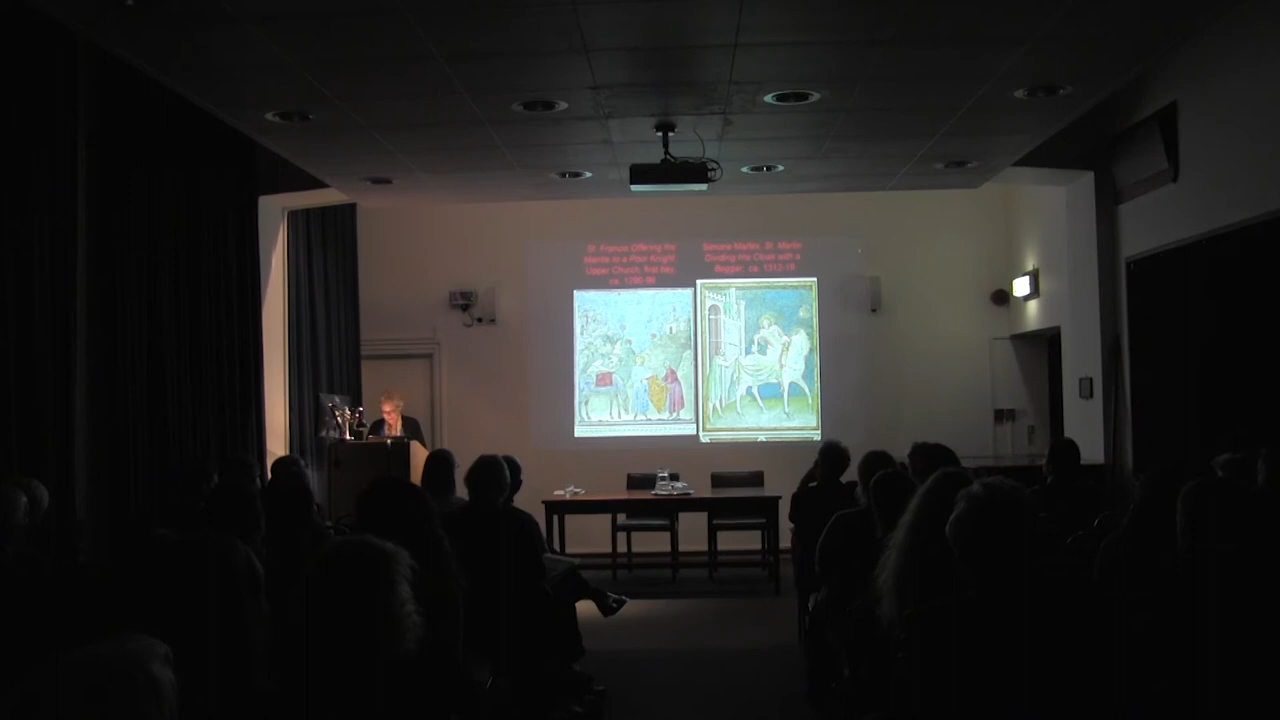 St. Francis Offering his
Mantle to a Poor Knight
Upper Church, first bay,
ca. 1290-99
Simone Martini, St. Martin
Dividing His Cloak with a
Beggar, ca. 1312-18